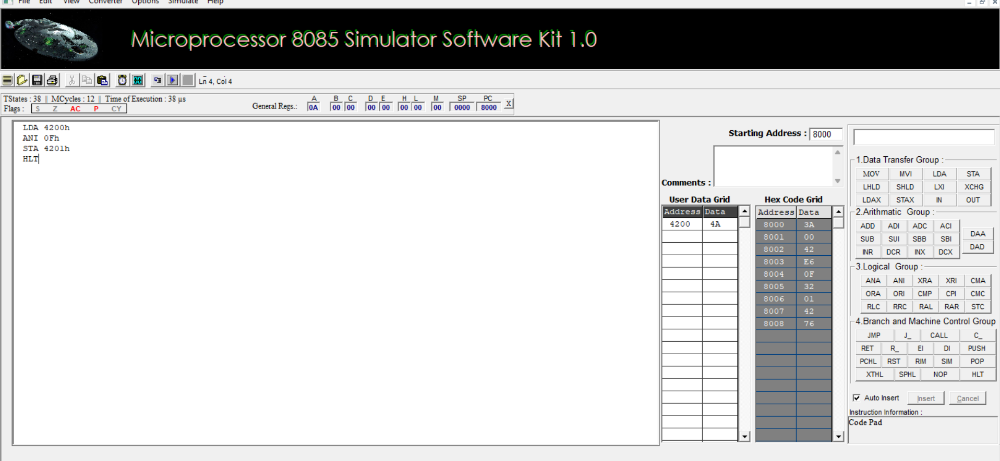 File Edit View Converter Options Simulate Help
Microprocessor 8085 Simulator Software Kit 1.0
Ln 4, Col 4
TStates : 38 || MCycles : 12 || Time of Execution : 38 µs
Flags : S Z AC P CY
General Regs.:
A B C D E H L M SP PC
0A 00 00 00 00 00 00 00 0000 8000 X
LDA 4200h
ANI 0Fh
STA 4201h
HLT
Starting Address : 8000
Comments :
User Data Grid
Address Data
4200 4A
Hex Code Grid
Address Data
8000 3A
8001 00
8002 42
8003 E6
8004 0F
8005 32
8006 01
8007 42
8008 76
1.Data Transfer Group :
MOV MVI LDA STA
LHLD SHLD LXI XCHG
LDAX STAX IN OUT
2.Arithmatic Group :
ADD ADI ADC ACI
SUB SUI SBB SBI
INR DCR INX DCX
DAA
DAD
3.Logical Group :
ANA ANI XRA XRI CMA
ORA ORI CMP CPI CMC
RLC RRC RAL RAR STC
4.Branch and Machine Control Group
JMP J_ CALL C_
RET R_ EI DI PUSH
PCHL RST RIM SIM POP
XTHL SPHL NOP HLT
Auto Insert Insert Cancel
Instruction Information :
Code Pad